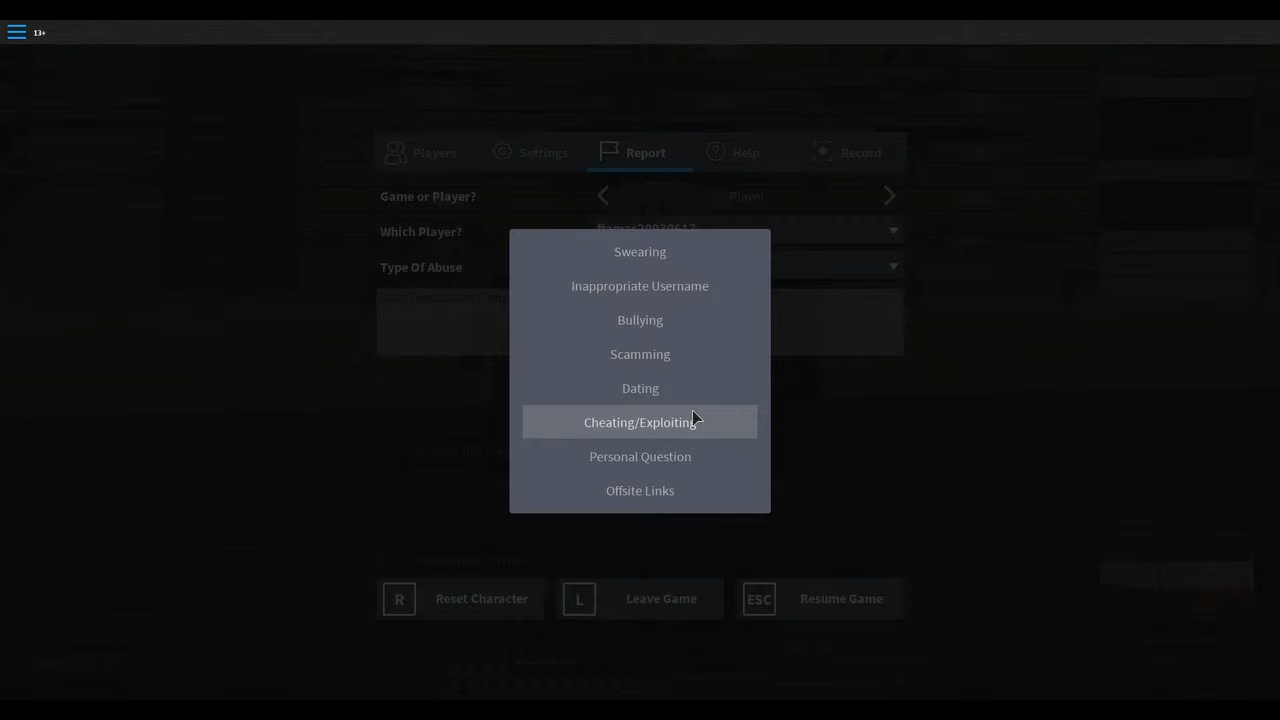 13+
Players
Settings
Report
Help
Record
Game or Player?
Player
Which Player?
Type Of Abuse
Swearing
Inappropriate Username
Bullying
Scamming
Dating
Cheating/Exploiting
Personal Question
Offsite Links
R
Reset Character
L
Leave Game
ESC
Resume Game